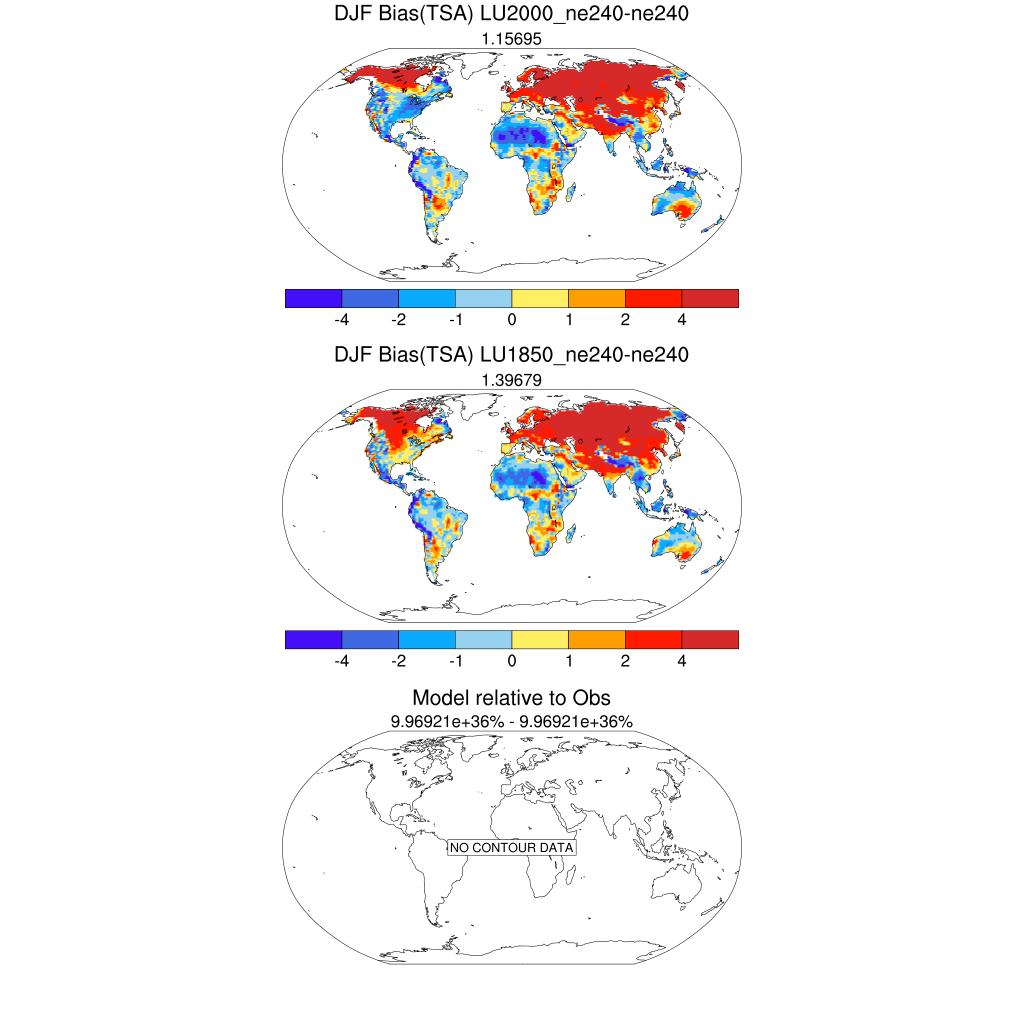 DJF Bias(TSA) LU2000_ne240-ne240
1.15695
-4 -2 -1 0 1 2 4
DJF Bias(TSA) LU1850_ne240-ne240
1.39679
-4 -2 -1 0 1 2 4
Model relative to Obs
9.96921e+36% - 9.96921e+36%
NO CONTOUR DATA